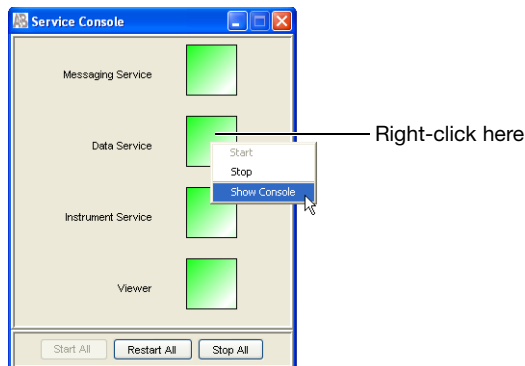 Service Console
Messaging Service
Data Service
Right-click here
Start
Stop
Show Console
Instrument Service
Viewer
Start All Restart All Stop All